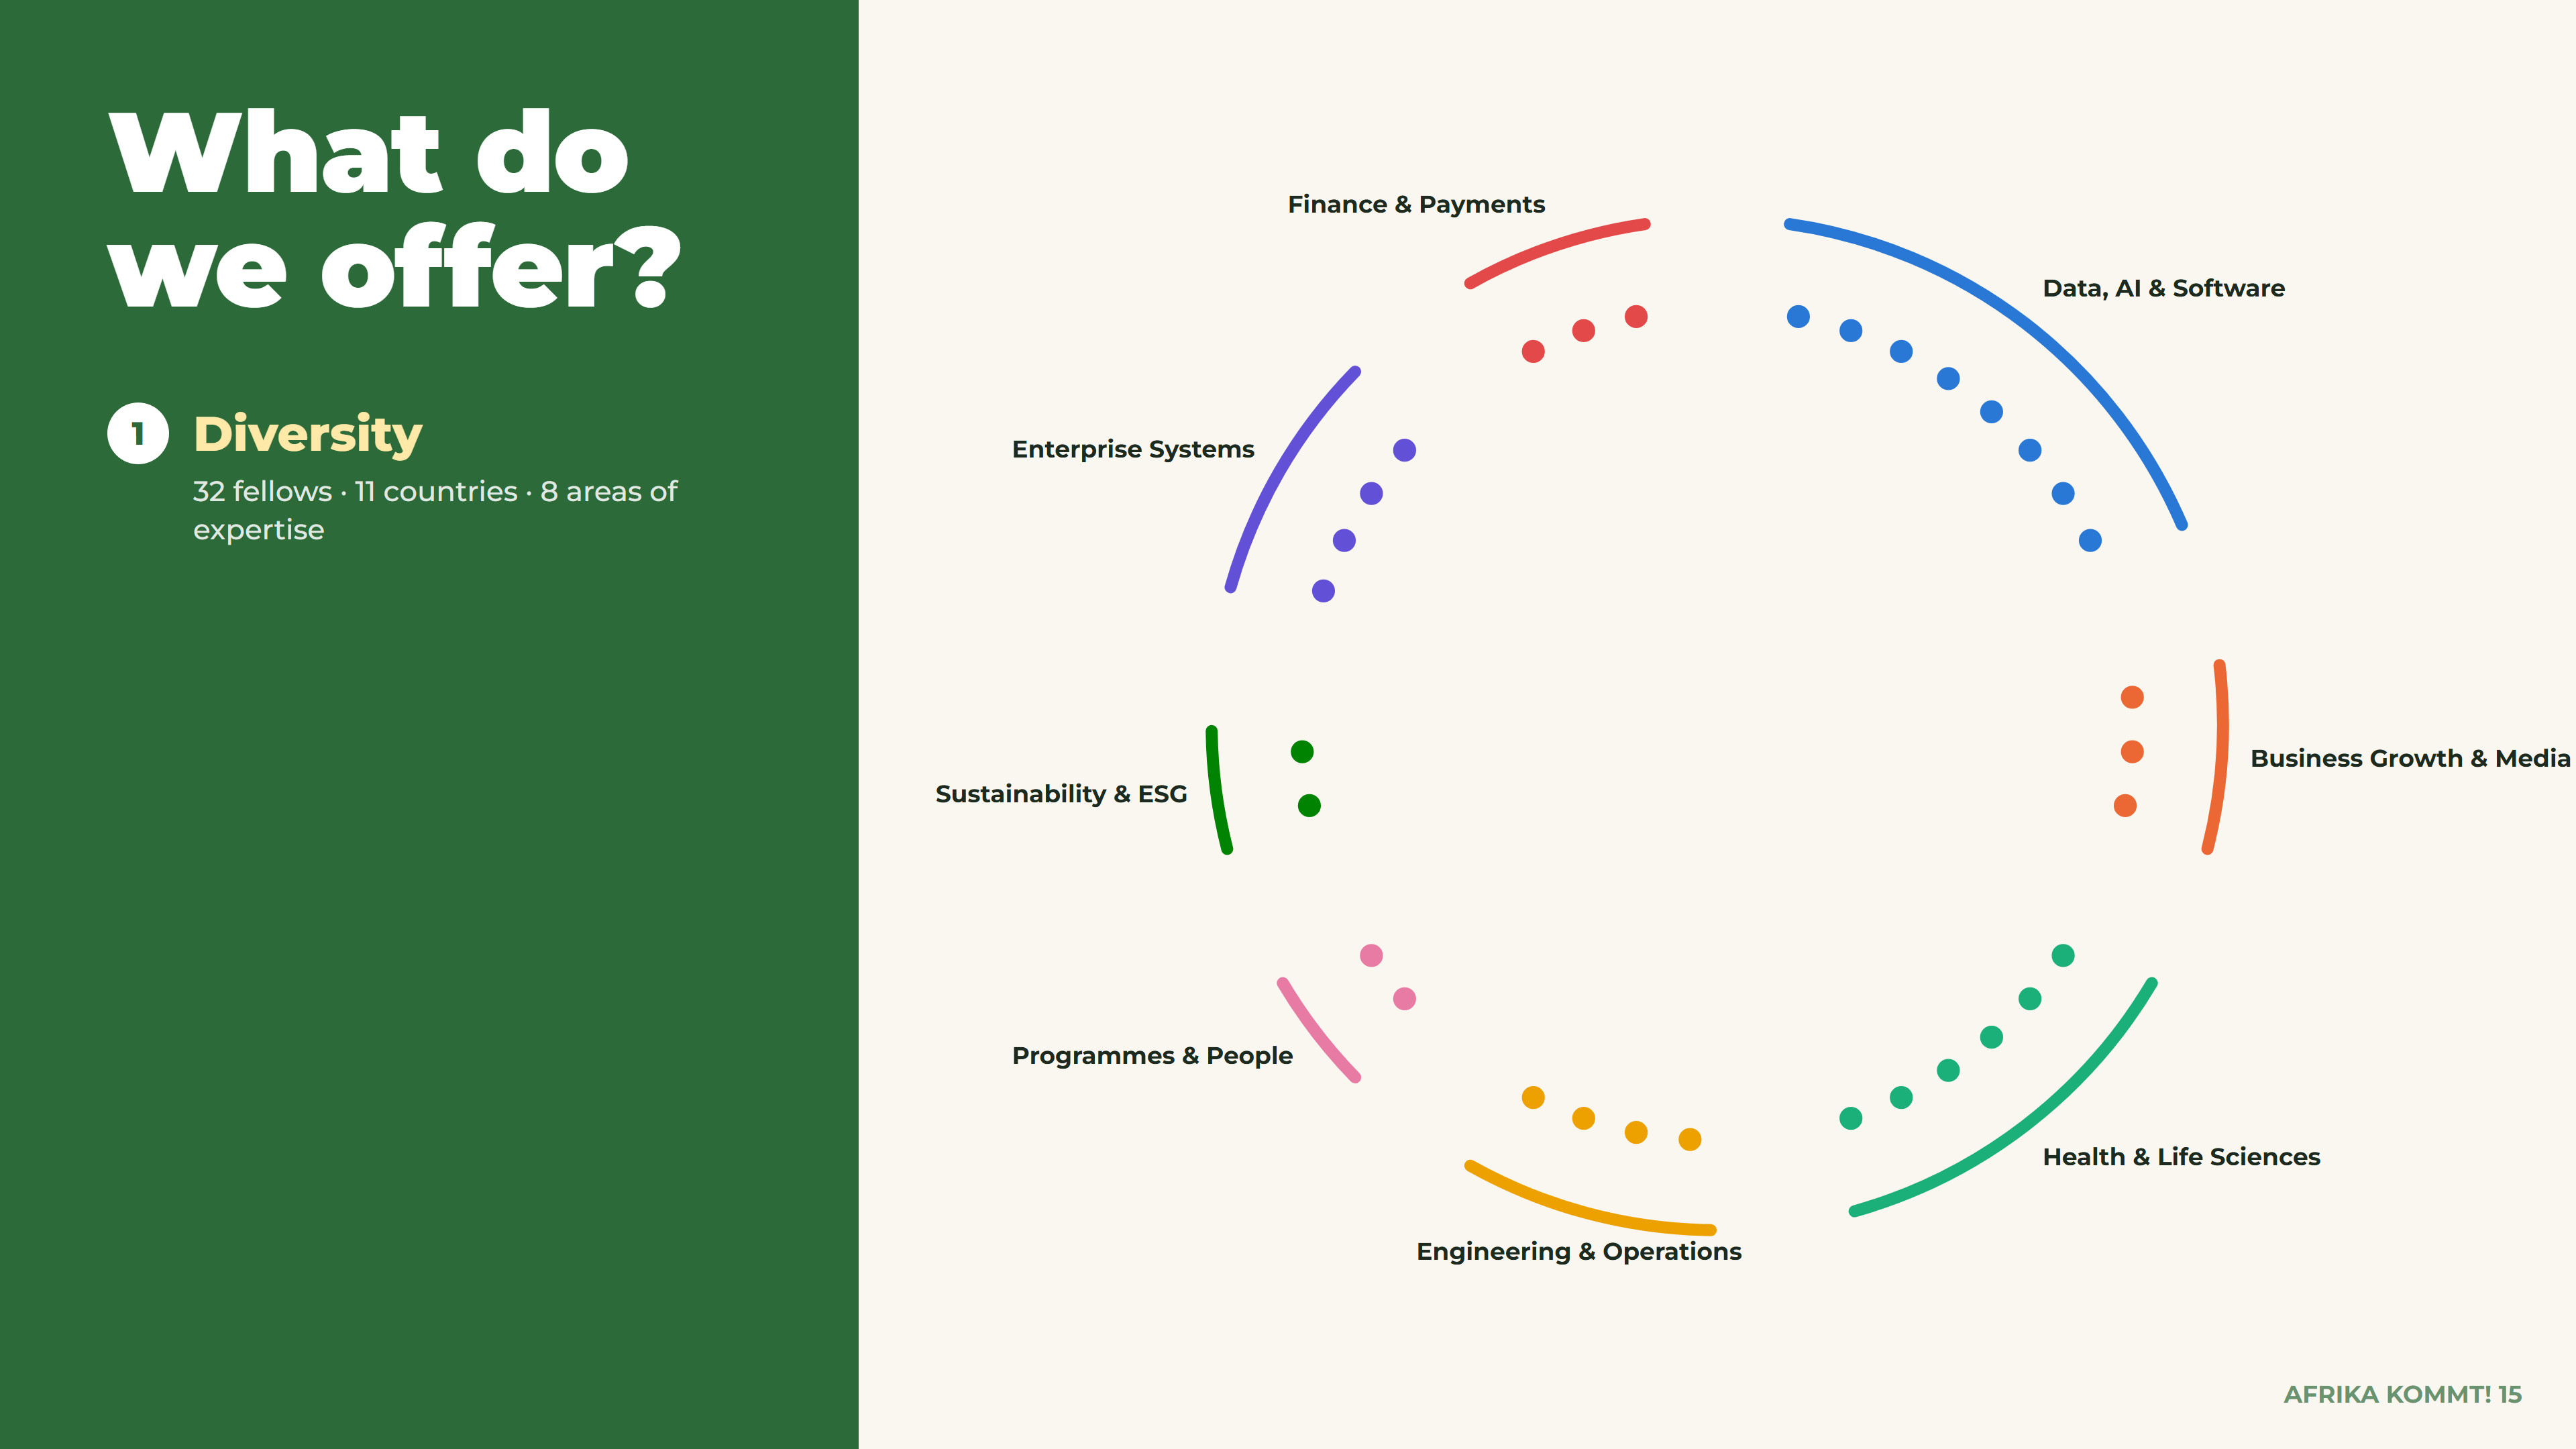 What do
we offer?
1
Diversity
32 fellows · 11 countries · 8 areas of
expertise
Finance & Payments
Data, AI & Software
Enterprise Systems
Business Growth & Media
Sustainability & ESG
Programmes & People
Health & Life Sciences
Engineering & Operations
AFRIKA KOMMT! 15